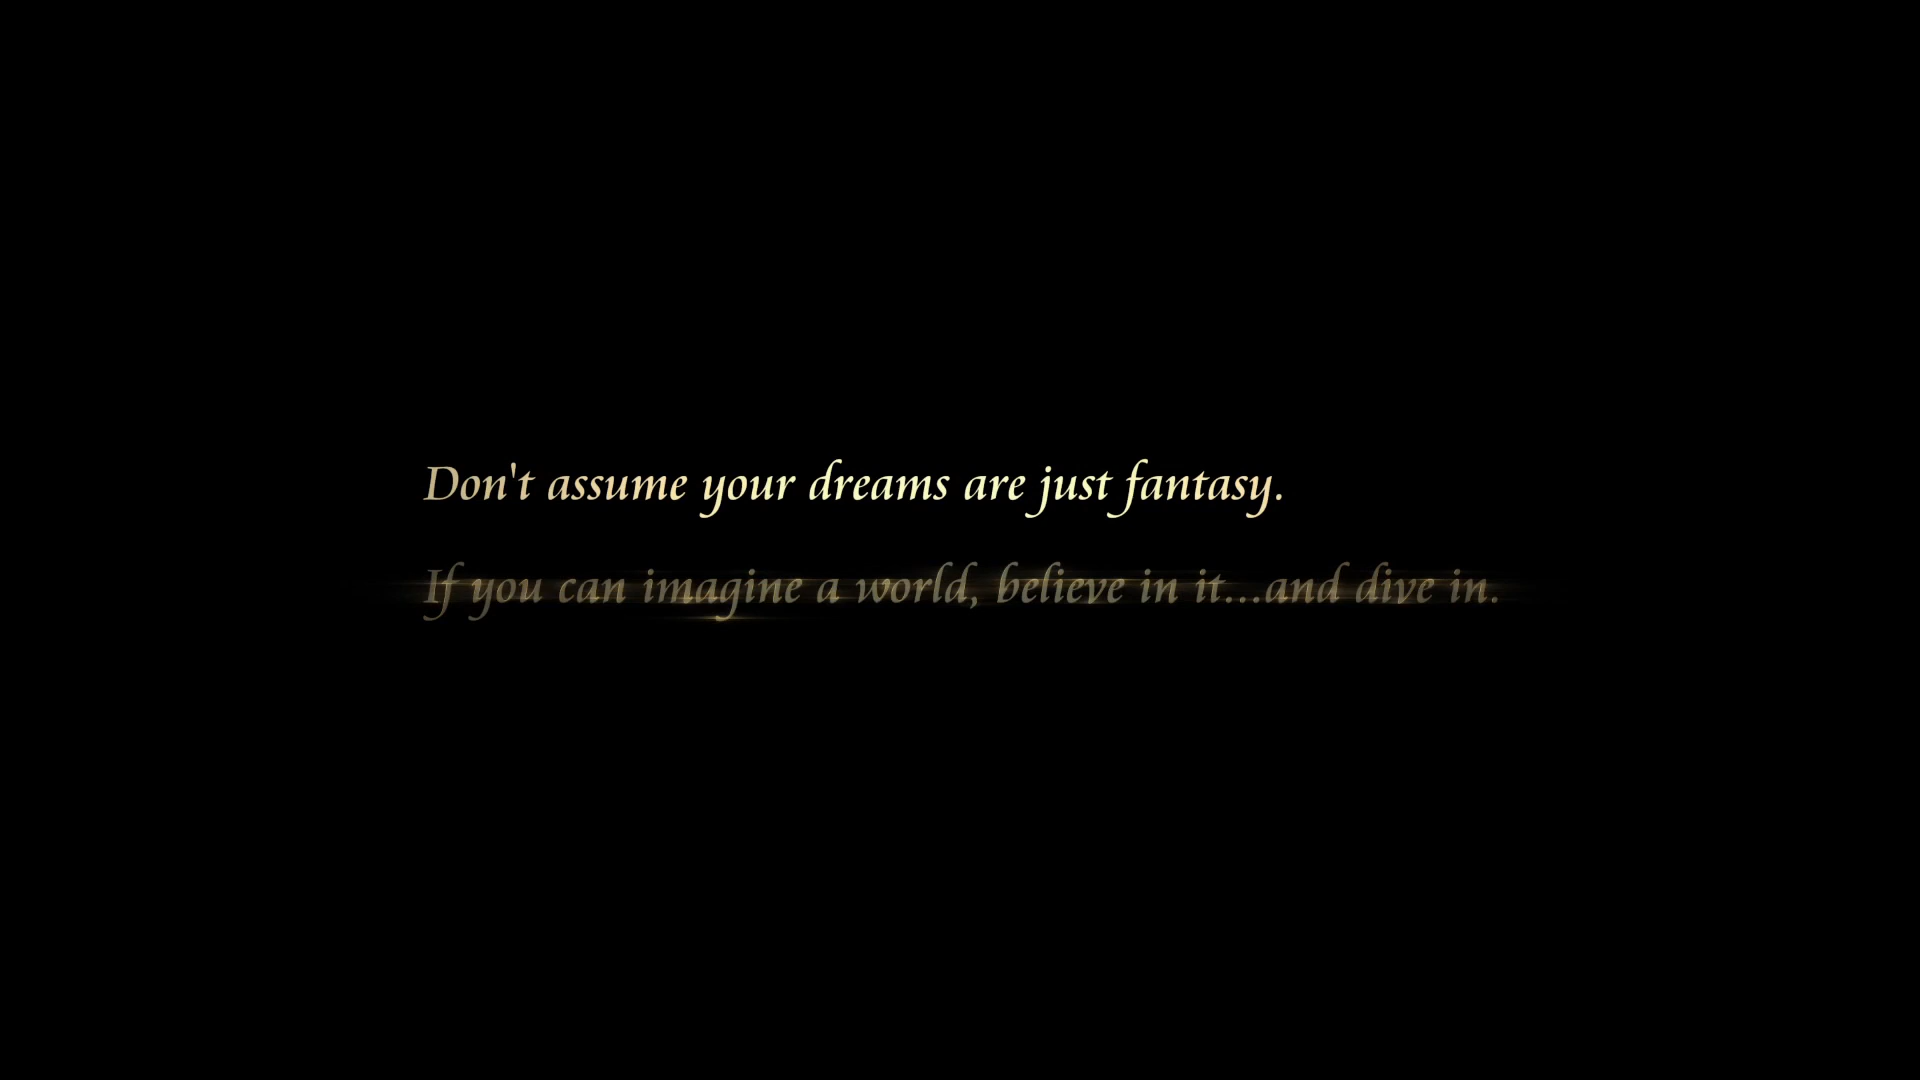 Don't assume your dreams are just fantasy.
If you can imagine a world, believe in it...and dive in.